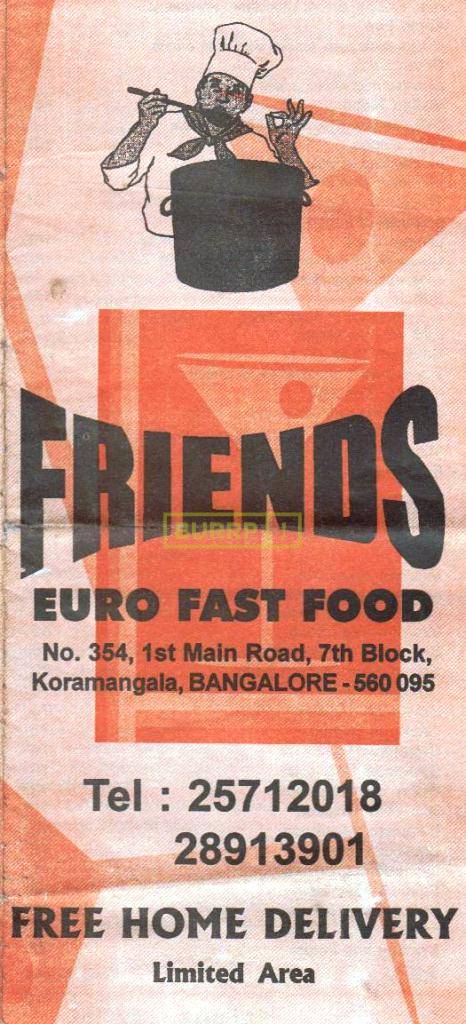 FRIENDS
BURRP!
EURO FAST FOOD
No. 354, 1st Main Road, 7th Block,
Koramangala, BANGALORE - 560 095
Tel : 25712018
28913901
FREE HOME DELIVERY
Limited Area